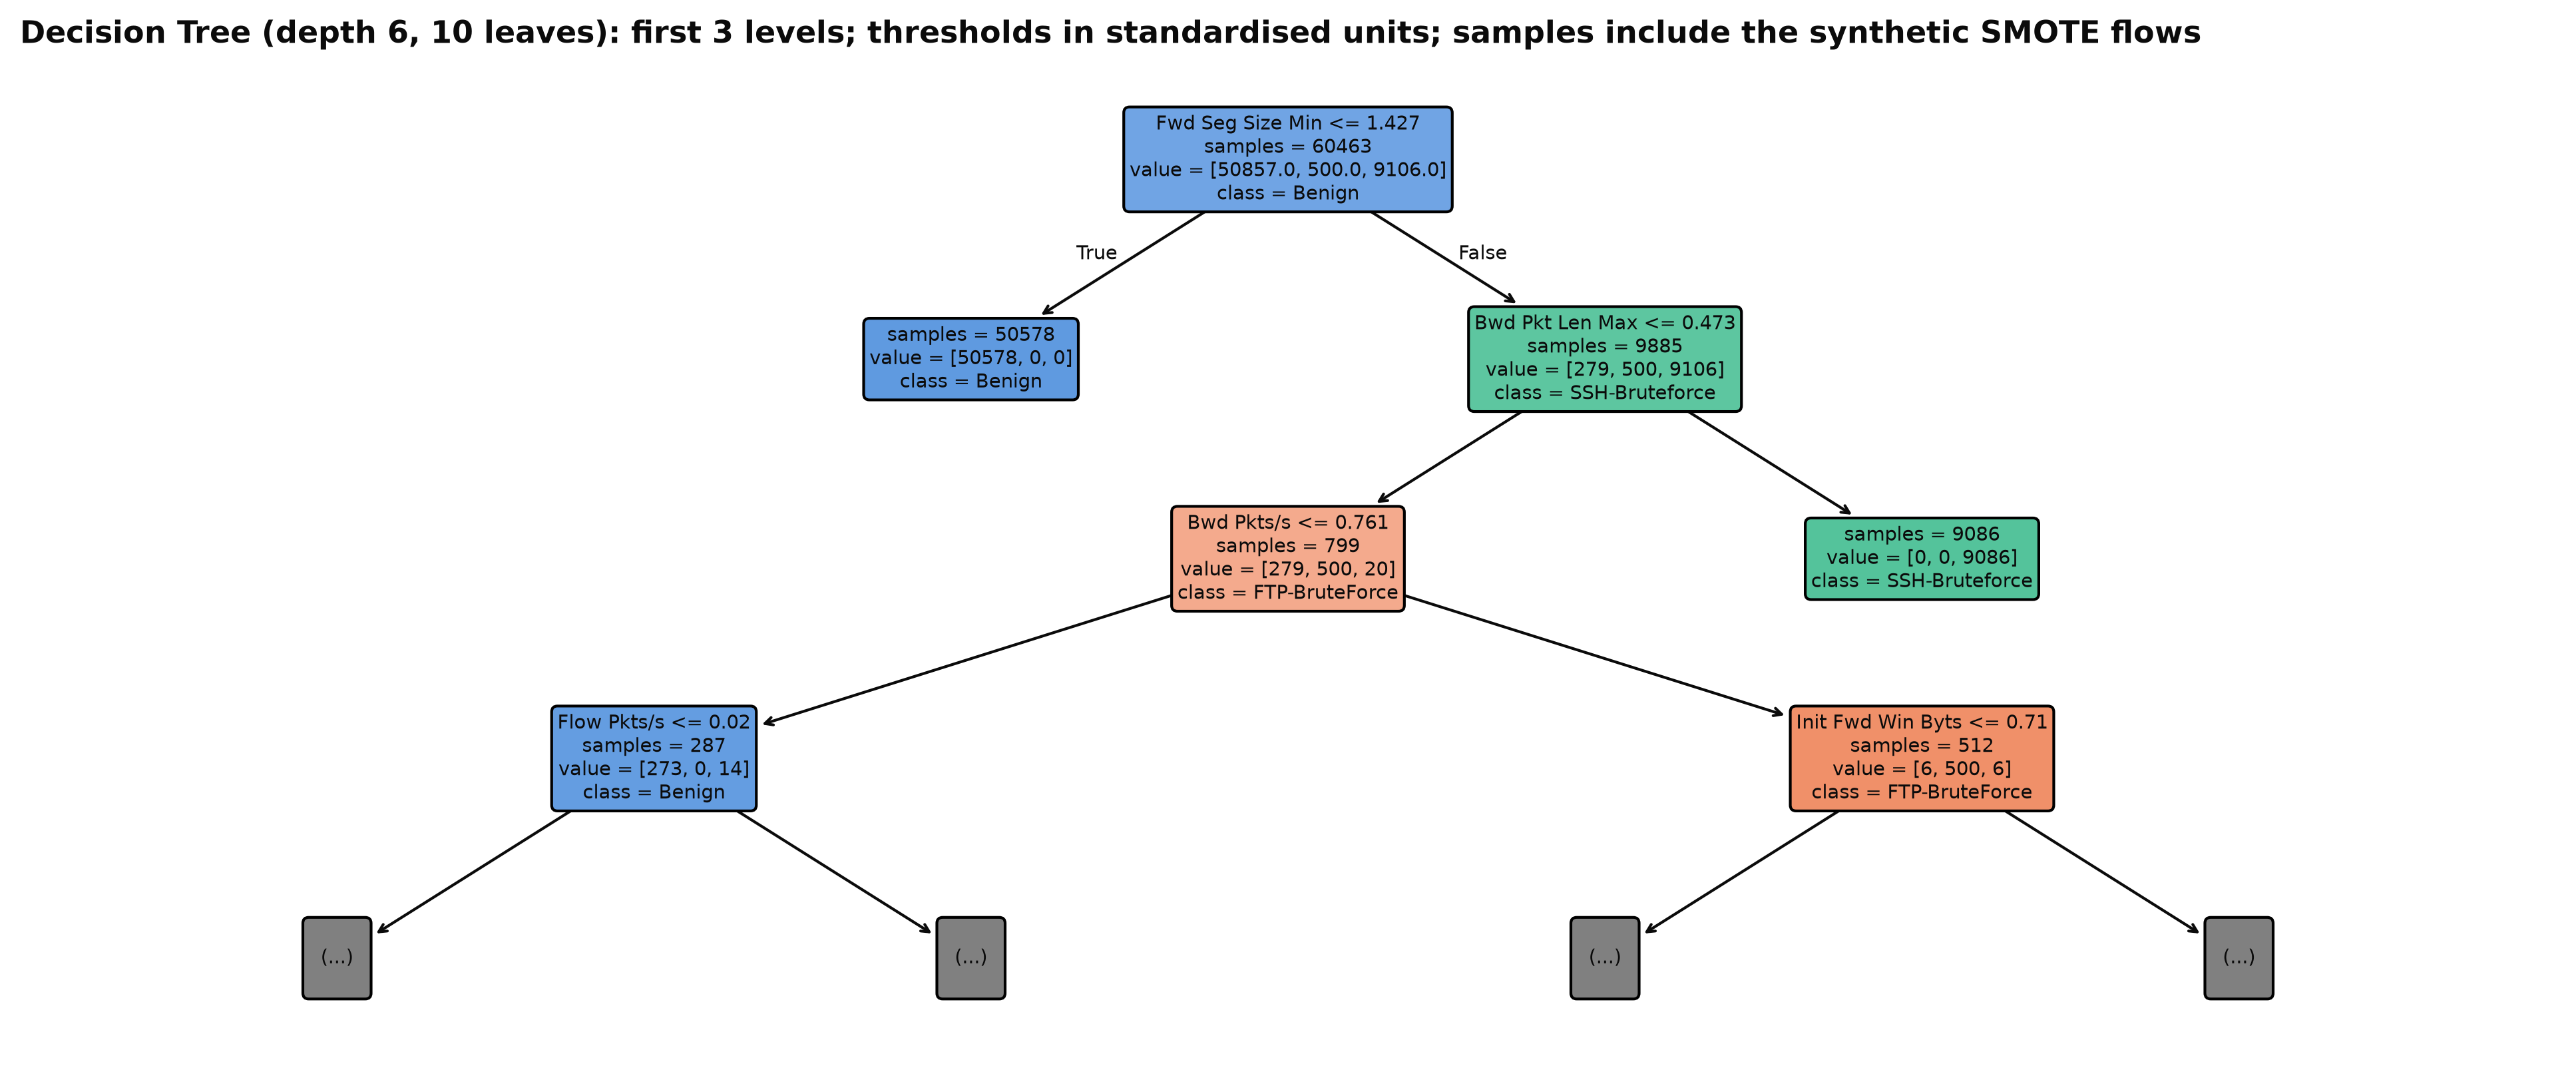 Decision Tree (depth 6, 10 leaves): first 3 levels; thresholds in standardised units; samples include the synthetic SMOTE flows
Fwd Seg Size Min <= 1.427
samples = 60463
value = [50857.0, 500.0, 9106.0]
class = Benign
True
False
samples = 50578
value = [50578, 0, 0]
class = Benign
Bwd Pkt Len Max <= 0.473
samples = 9885
value = [279, 500, 9106]
class = SSH-Bruteforce
Bwd Pkts/s <= 0.761
samples = 799
value = [279, 500, 20]
class = FTP-BruteForce
samples = 9086
value = [0, 0, 9086]
class = SSH-Bruteforce
Flow Pkts/s <= 0.02
samples = 287
value = [273, 0, 14]
class = Benign
Init Fwd Win Byts <= 0.71
samples = 512
value = [6, 500, 6]
class = FTP-BruteForce
(...)
(...)
(...)
(...)